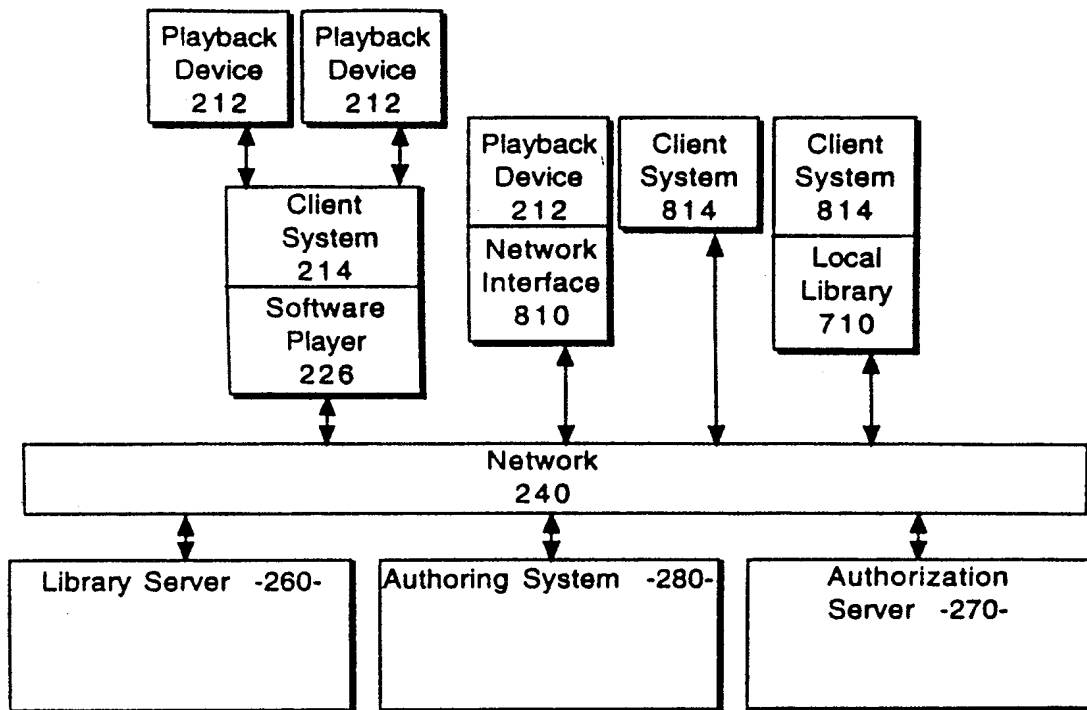 Playback
Device
212
Playback
Device
212
Playback
Device
212
Network
Interface
810
Client
System
814
Client
System
814
Local
Library
710
Client
System
214
Software
Player
226
Network
240
Library Server -260-
Authoring System -280-
Authorization
Server -270-